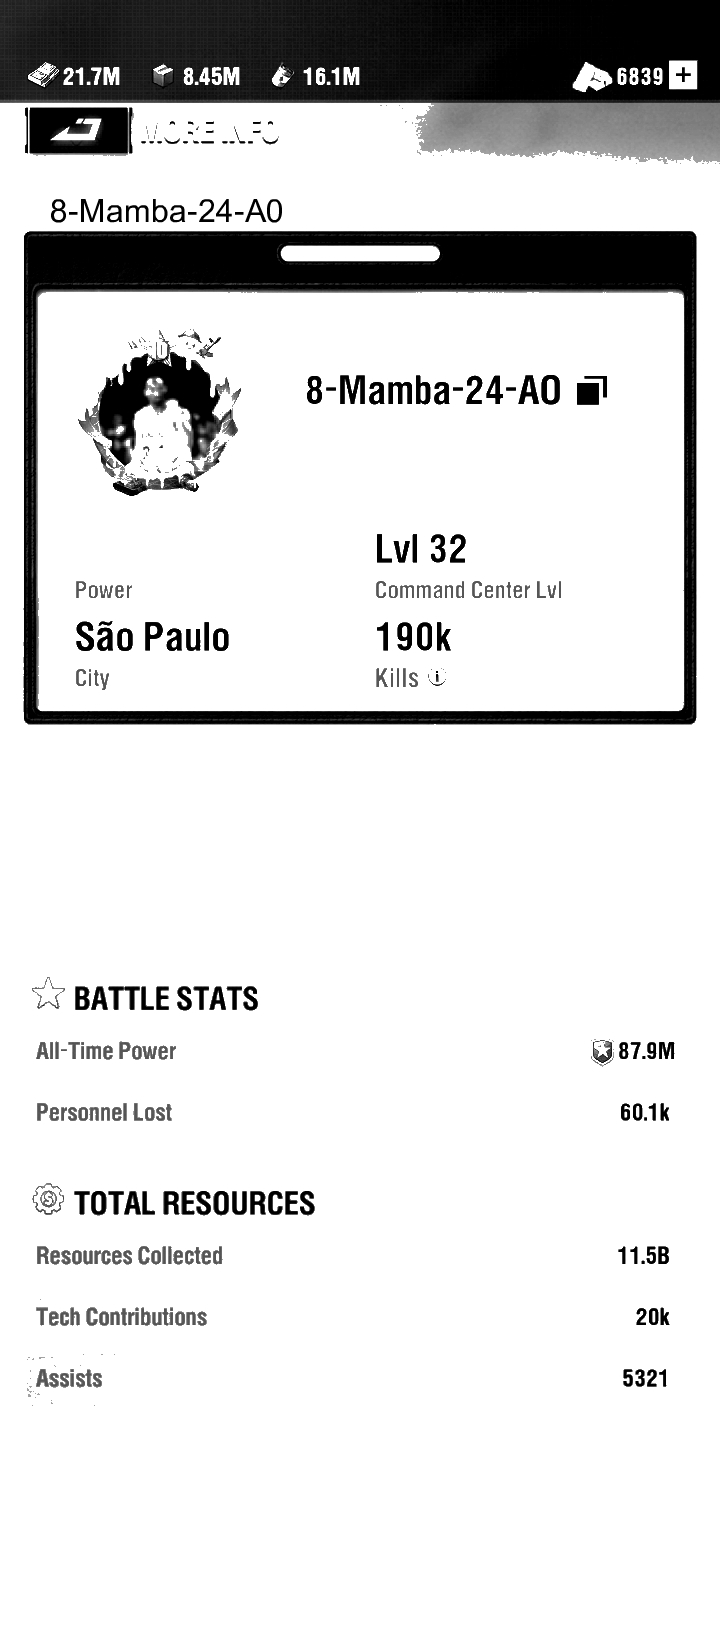 21.7M 8.45M 16.1M 6839 +
MORE INFO
8-Mamba-24-A0
8-Mamba-24-AO
Lvl 32
Power Command Center Lvl
São Paulo 190k
City Kills
BATTLE STATS
All-Time Power 87.9M
Personnel Lost 60.1k
TOTAL RESOURCES
Resources Collected 11.5B
Tech Contributions 20k
Assists 5321